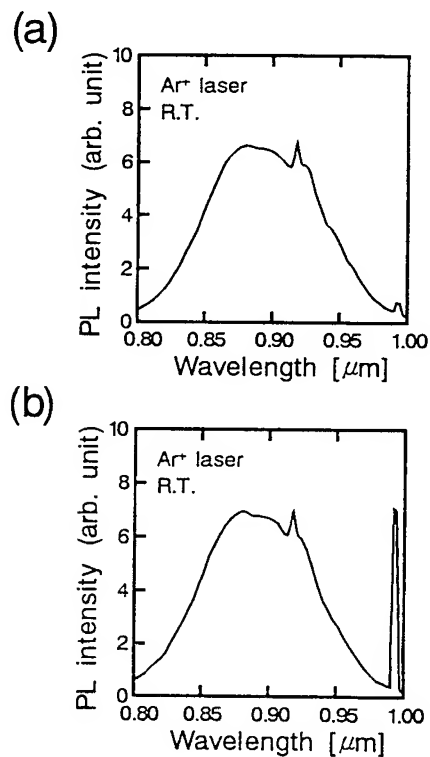 (a)
10
8
6
4
2
0
PL intensity (arb. unit)
Ar⁺ laser
R.T.
0.80 0.85 0.90 0.95 1.00
Wavelength [μm]
(b)
10
8
6
4
2
0
PL intensity (arb. unit)
Ar⁺ laser
R.T.
0.80 0.85 0.90 0.95 1.00
Wavelength [μm]